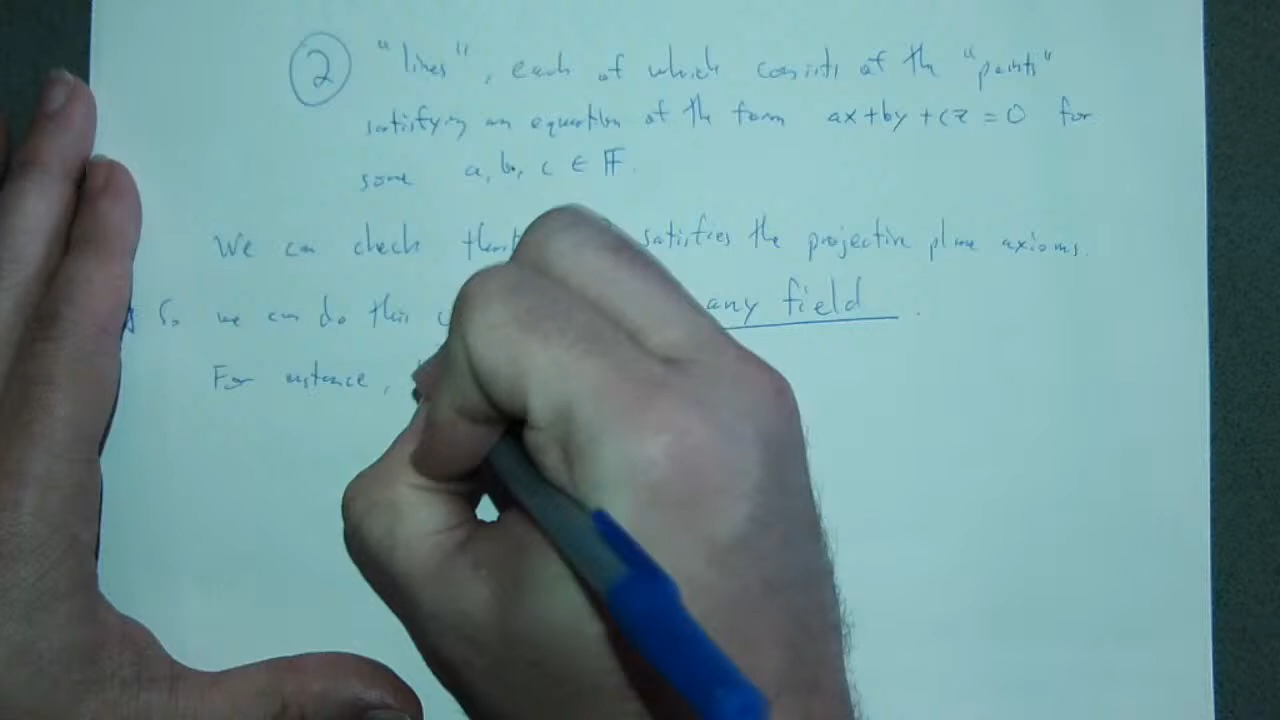 ② "lines", each of which consists of the "points"
satisfying an equation of the form ax+by+cz=0 for
some a, b, c ∈ 𝔽.
We can check that satisfies the projective plane axioms.
So we can do this any field.
For instance,